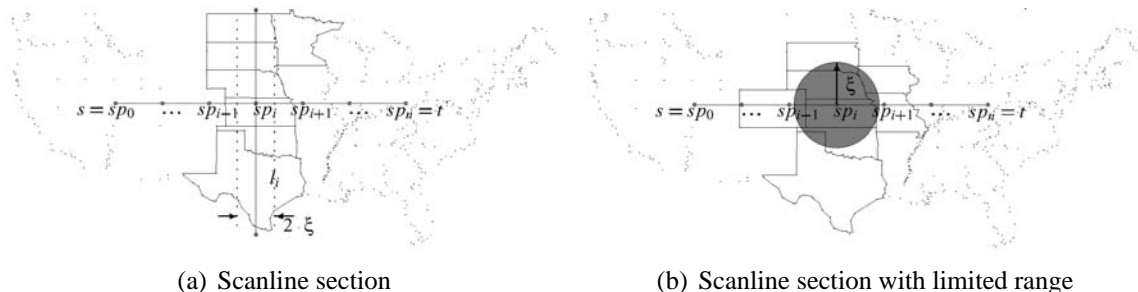 s = sp₀ ... spᵢ₋₁ spᵢ spᵢ₊₁ ... spₙ = t
lᵢ
2 ξ
(a) Scanline section
ξ
s = sp₀ ... spᵢ₋₁ spᵢ spᵢ₊₁ ... spₙ = t
(b) Scanline section with limited range